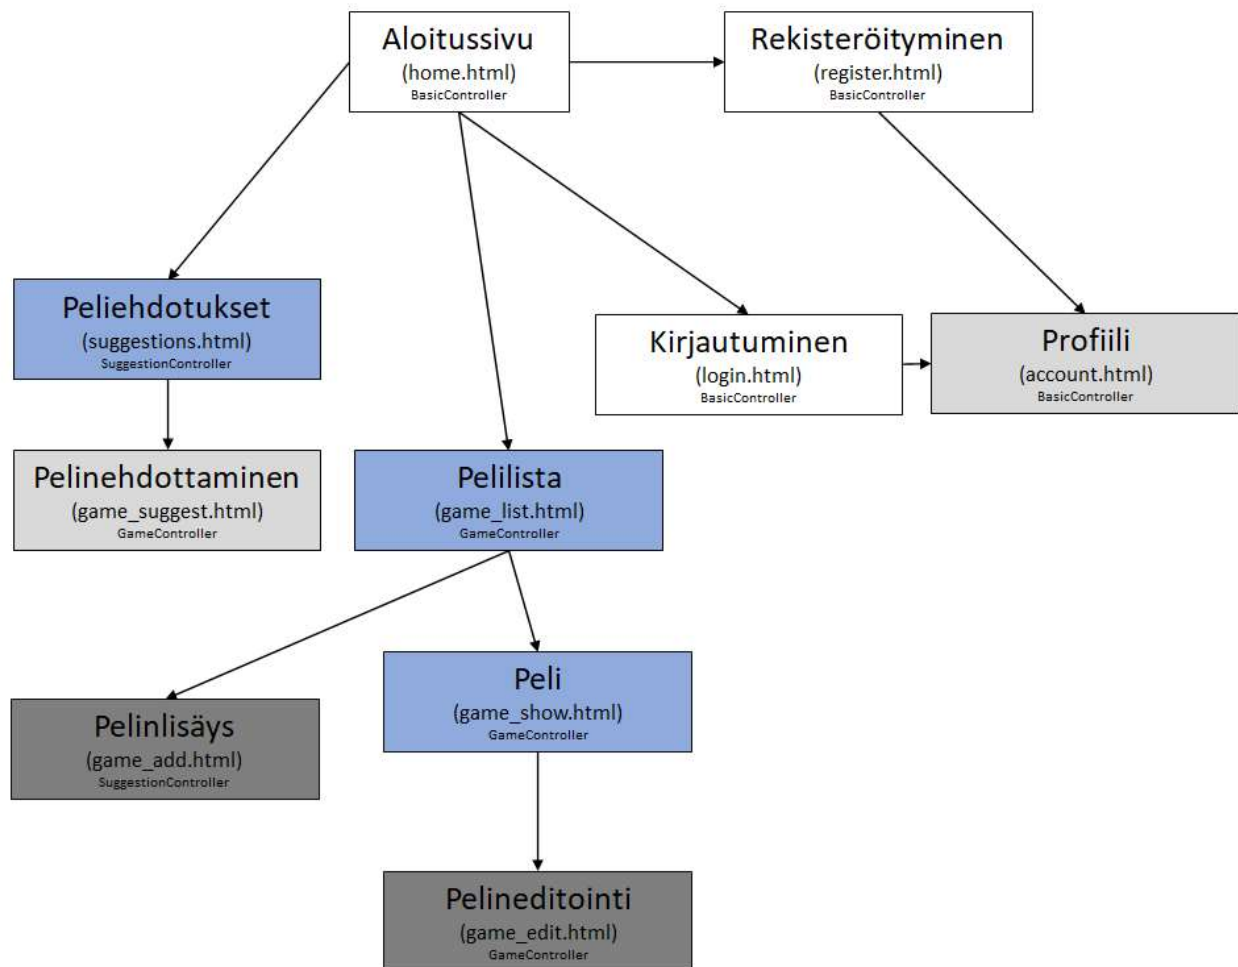 Aloitussivu
(home.html)
BasicController
Rekisteröityminen
(register.html)
BasicController
Peliehdotukset
(suggestions.html)
SuggestionController
Kirjautuminen
(login.html)
BasicController
Profiili
(account.html)
BasicController
Pelinehdottaminen
(game_suggest.html)
GameController
Pelilista
(game_list.html)
GameController
Peli
(game_show.html)
GameController
Pelinlisäys
(game_add.html)
SuggestionController
Pelineditointi
(game_edit.html)
GameController